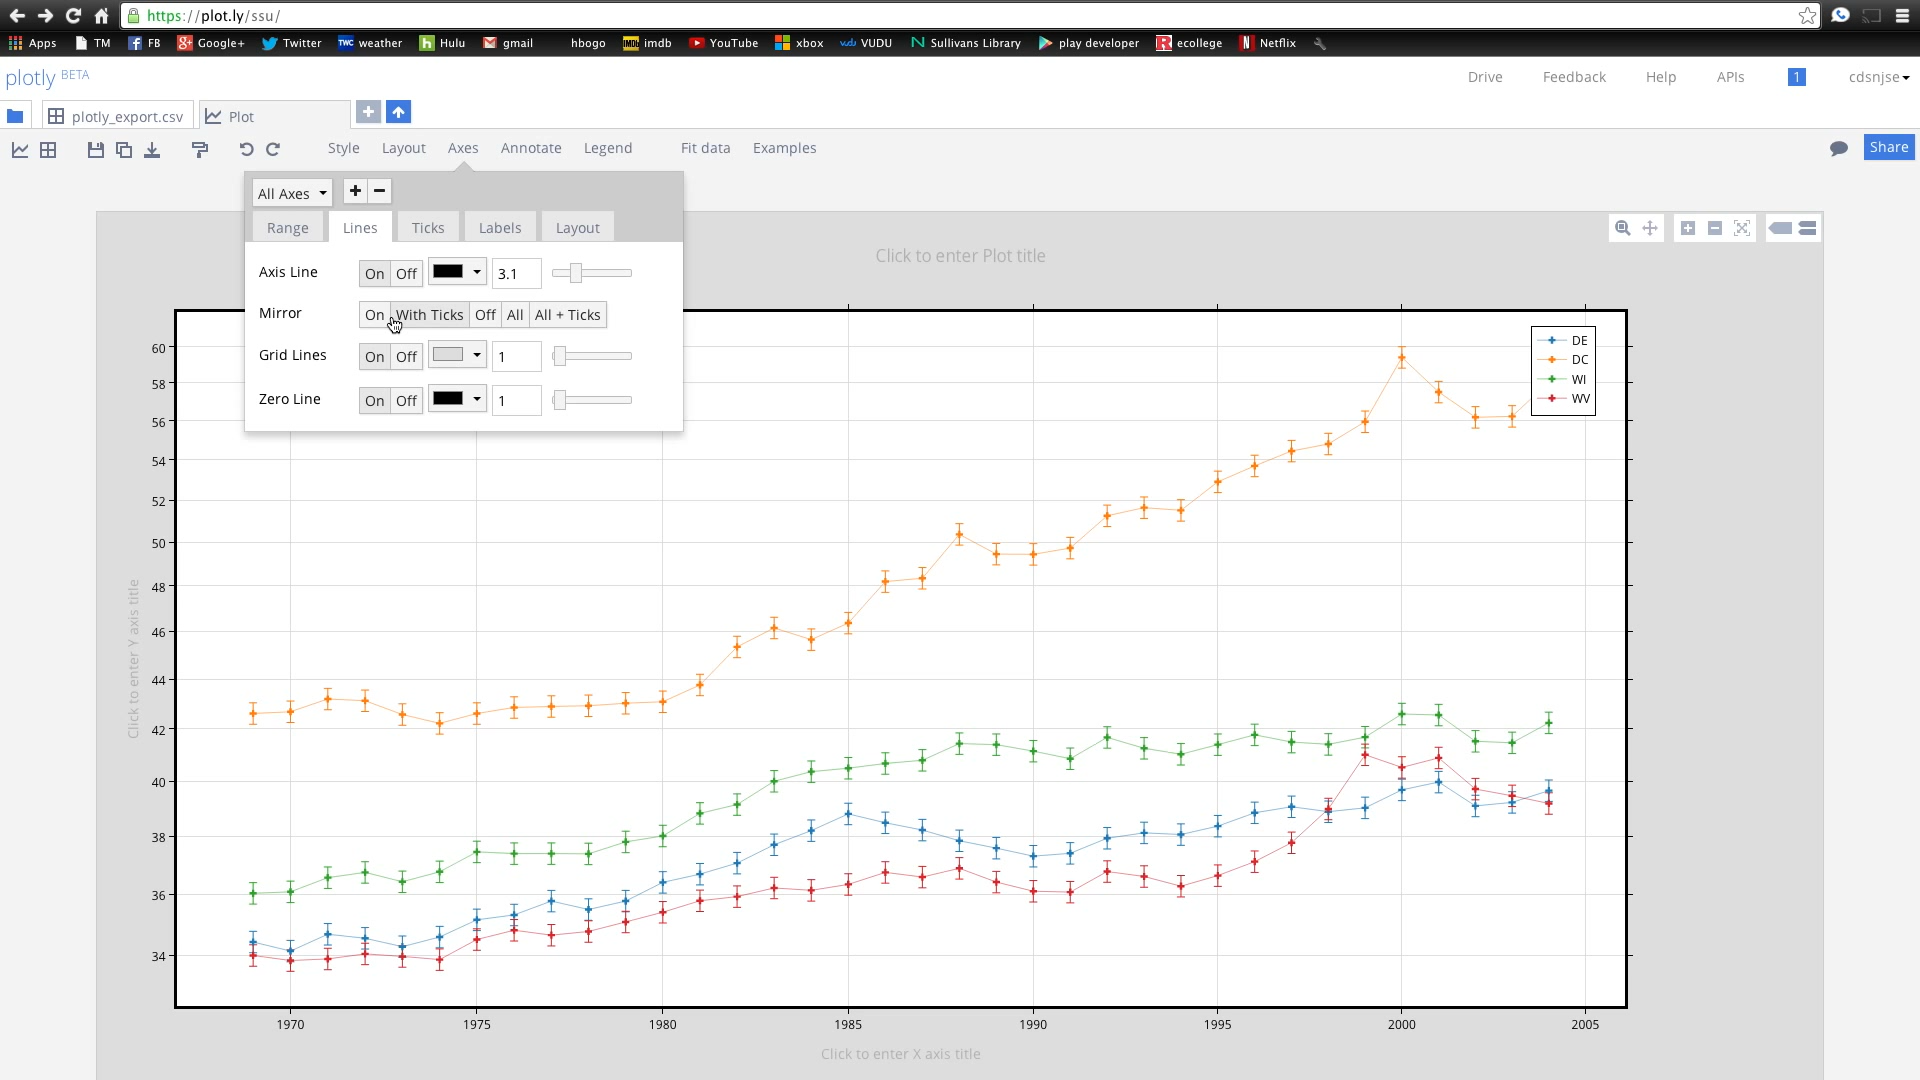 https://plot.ly/ssu/
Apps TM FB Google+ Twitter TWC weather h Hulu gmail hbogo IMDb imdb YouTube xbox vudu VUDU N Sullivans Library play developer R ecollege N Netflix
plotly BETA
Drive Feedback Help APIs 1 cdsnjse
plotly_export.csv Plot
Style Layout Axes Annotate Legend Fit data Examples Share
All Axes + −
Range Lines Ticks Labels Layout
Axis Line On Off 3.1
Mirror On With Ticks Off All All + Ticks
Grid Lines On Off 1
Zero Line On Off 1
Click to enter Plot title
DE
DC
WI
WV
60
58
56
54
52
50
48
46
44
42
40
38
36
34
Click to enter Y axis title
1970 1975 1980 1985 1990 1995 2000 2005
Click to enter X axis title